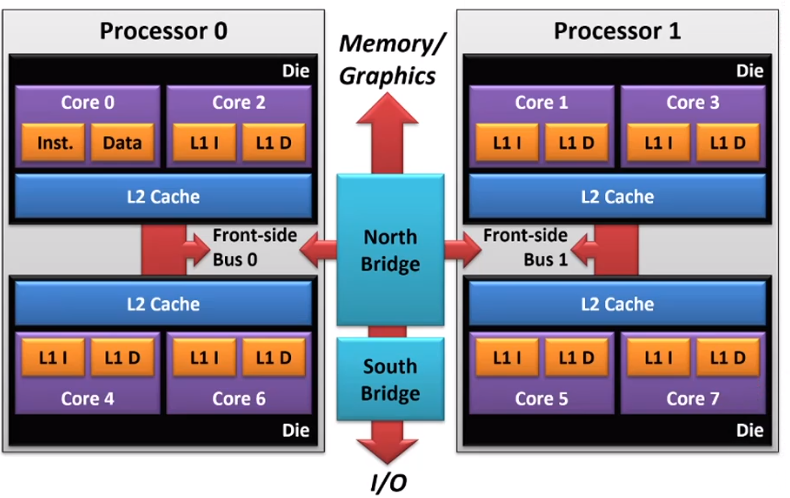 Processor 0
Die
Core 0
Core 2
Inst.
Data
L1 I
L1 D
L2 Cache
Front-side
Bus 0
L2 Cache
L1 I
L1 D
L1 I
L1 D
Core 4
Core 6
Die
Memory/
Graphics
North
Bridge
South
Bridge
I/O
Processor 1
Die
Core 1
Core 3
L1 I
L1 D
L1 I
L1 D
L2 Cache
Front-side
Bus 1
L2 Cache
L1 I
L1 D
L1 I
L1 D
Core 5
Core 7
Die